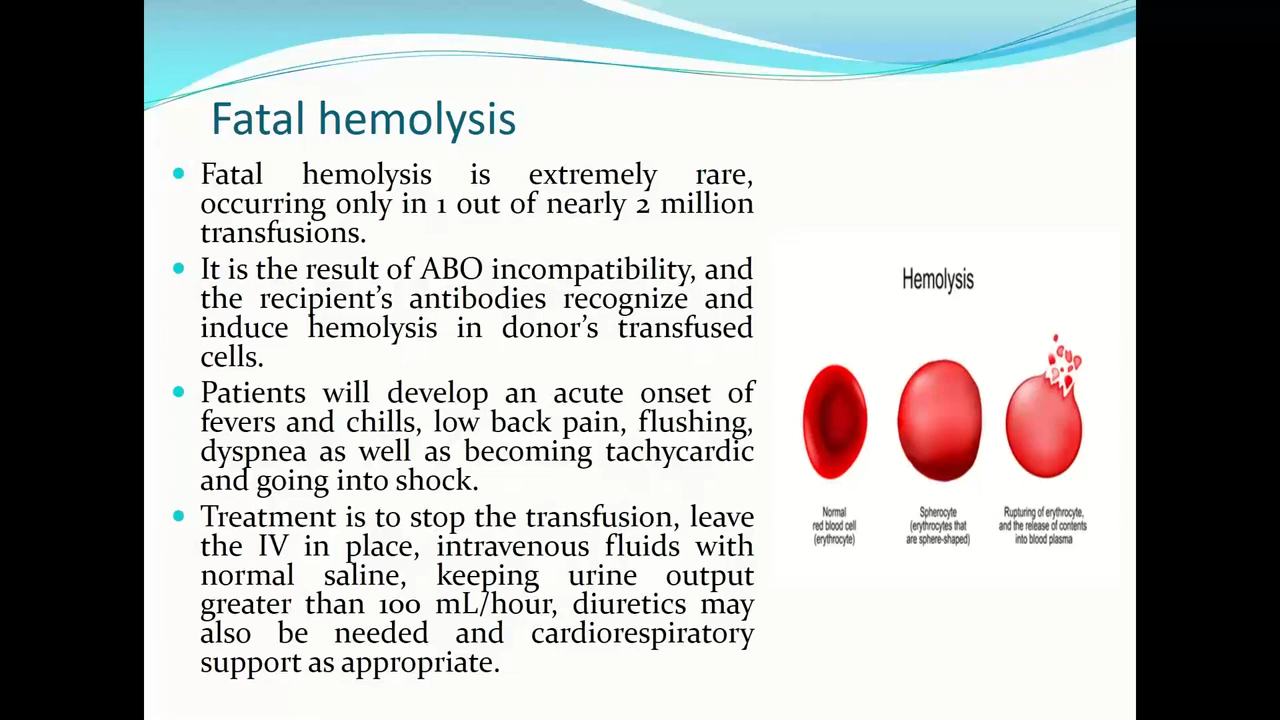 Fatal hemolysis
• Fatal hemolysis is extremely rare,
occurring only in 1 out of nearly 2 million
transfusions.
• It is the result of ABO incompatibility, and
the recipient's antibodies recognize and
induce hemolysis in donor's transfused
cells.
• Patients will develop an acute onset of
fevers and chills, low back pain, flushing,
dyspnea as well as becoming tachycardic
and going into shock.
• Treatment is to stop the transfusion, leave
the IV in place, intravenous fluids with
normal saline, keeping urine output
greater than 100 mL/hour, diuretics may
also be needed and cardiorespiratory
support as appropriate.
Hemolysis
Normal
red blood cell
(erythrocyte)
Spherocyte
(erythrocytes that
are sphere-shaped)
Rupturing of erythrocyte,
and the release of contents
into blood plasma